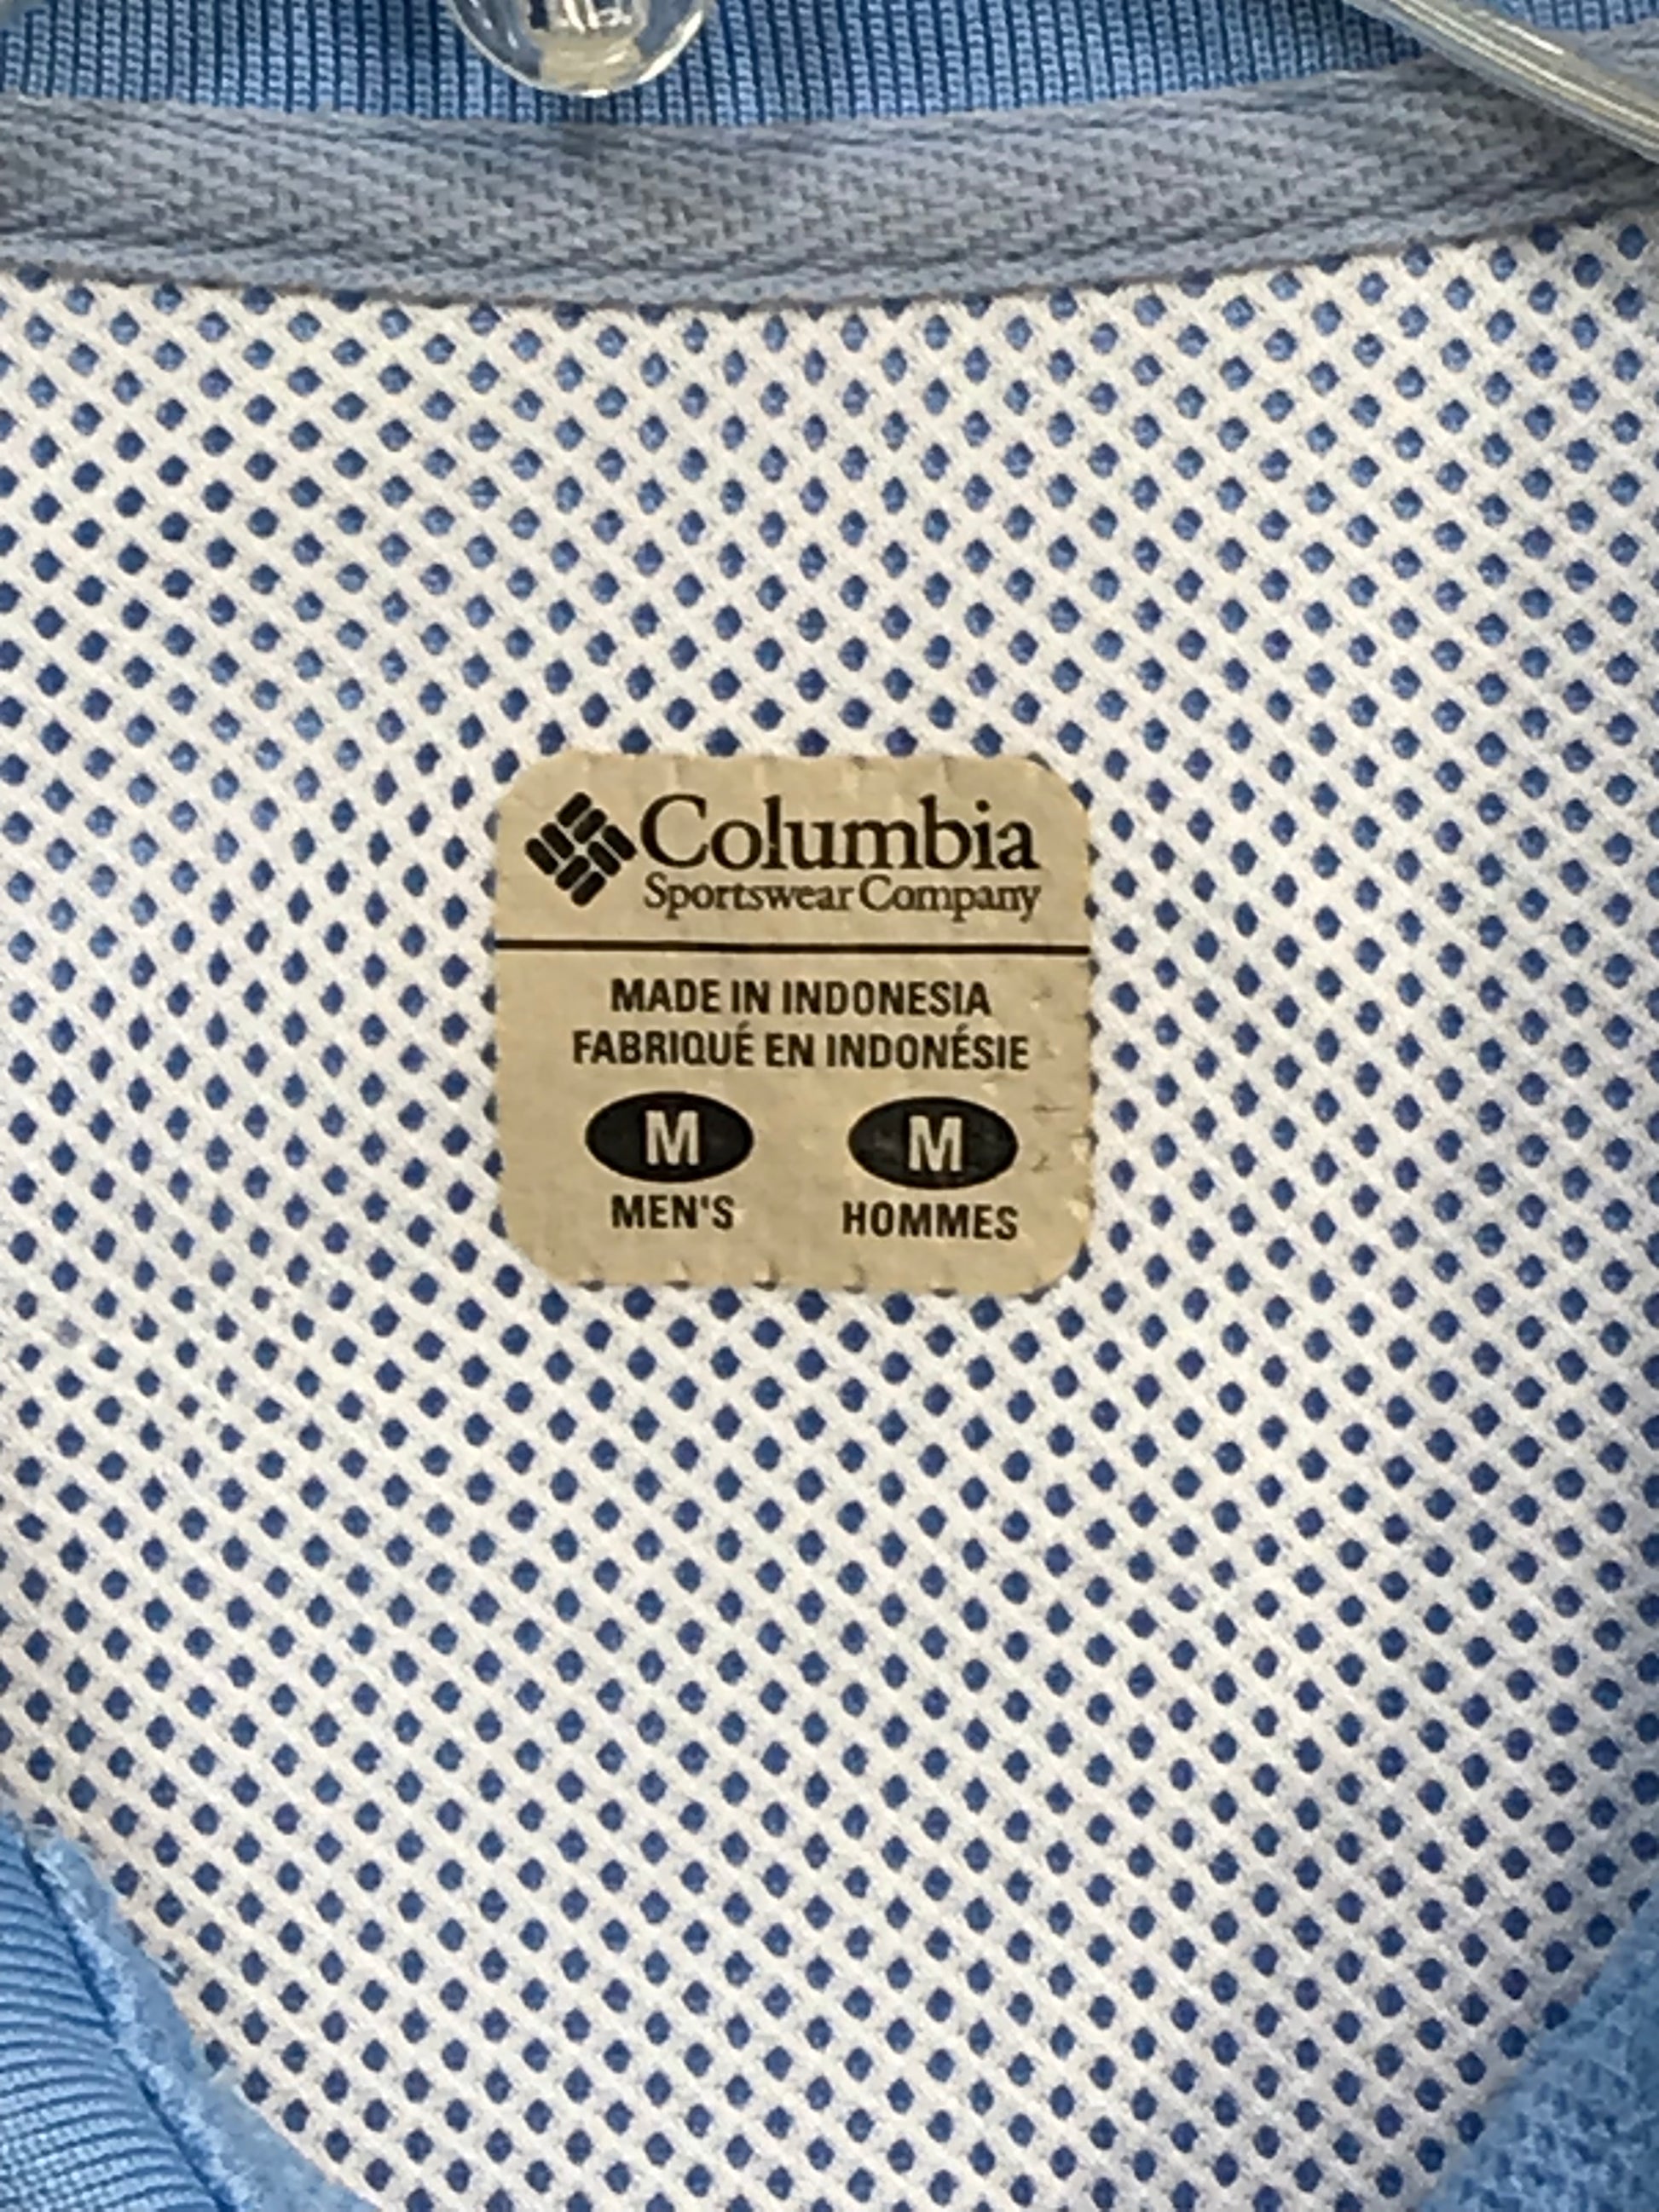 Columbia
Sportswear Company
MADE IN INDONESIA
FABRIQUÉ EN INDONÉSIE
M M
MEN'S HOMMES